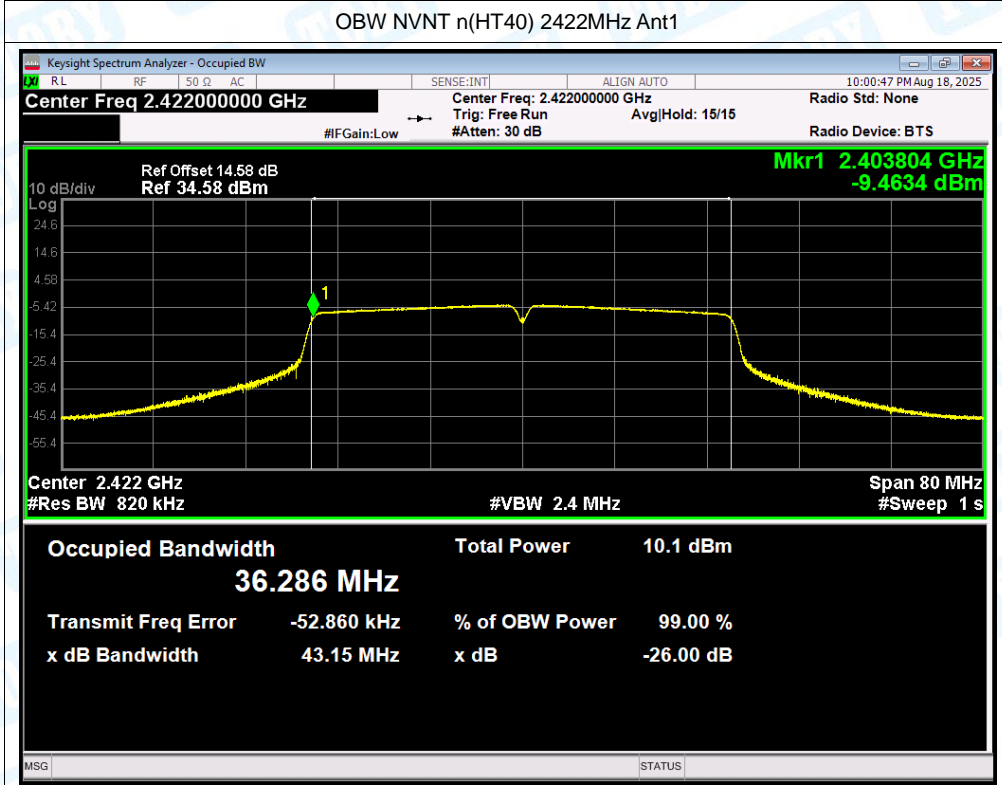 OBW NVNT n(HT40) 2422MHz Ant1
Keysight Spectrum Analyzer - Occupied BW
LXI RL RF 50 Ω AC SENSE:INT ALIGN AUTO 10:00:47 PM Aug 18, 2025
Center Freq 2.422000000 GHz Center Freq: 2.422000000 GHz Radio Std: None
Trig: Free Run Avg|Hold: 15/15
#IFGain:Low #Atten: 30 dB Radio Device: BTS
Mkr1 2.403804 GHz
-9.4634 dBm
Ref Offset 14.58 dB
10 dB/div Ref 34.58 dBm
Log
24.6
14.6
4.58
1
-5.42
-15.4
-25.4
-35.4
-45.4
-55.4
Center 2.422 GHz Span 80 MHz
#Res BW 820 kHz #VBW 2.4 MHz #Sweep 1 s
Occupied Bandwidth Total Power 10.1 dBm
36.286 MHz
Transmit Freq Error -52.860 kHz % of OBW Power 99.00 %
x dB Bandwidth 43.15 MHz x dB -26.00 dB
MSG STATUS